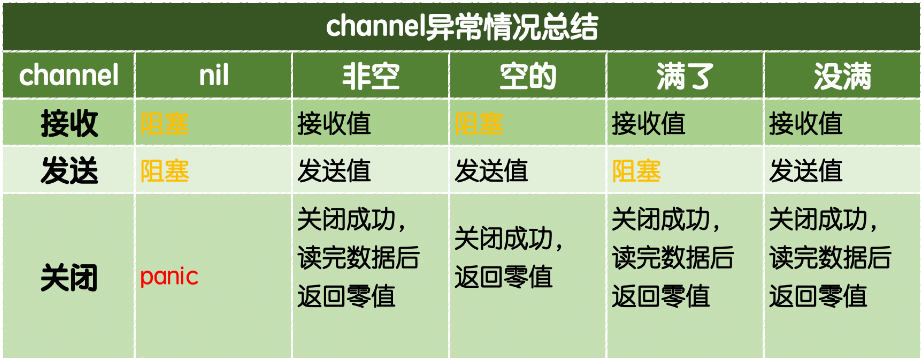 channel异常情况总结
channel nil 非空 空的 满了 没满
接收 阻塞 接收值 阻塞 接收值 接收值
发送 阻塞 发送值 发送值 阻塞 发送值
关闭 panic 关闭成功，读完数据后返回零值 关闭成功，返回零值 关闭成功，读完数据后返回零值 关闭成功，读完数据后返回零值